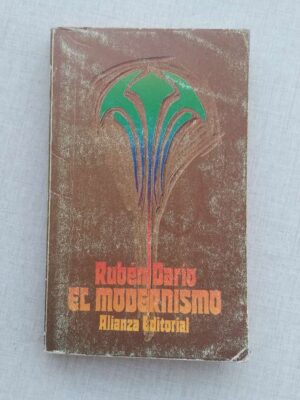 Rubén Darío
EL MODERNISMO
Alianza Editorial